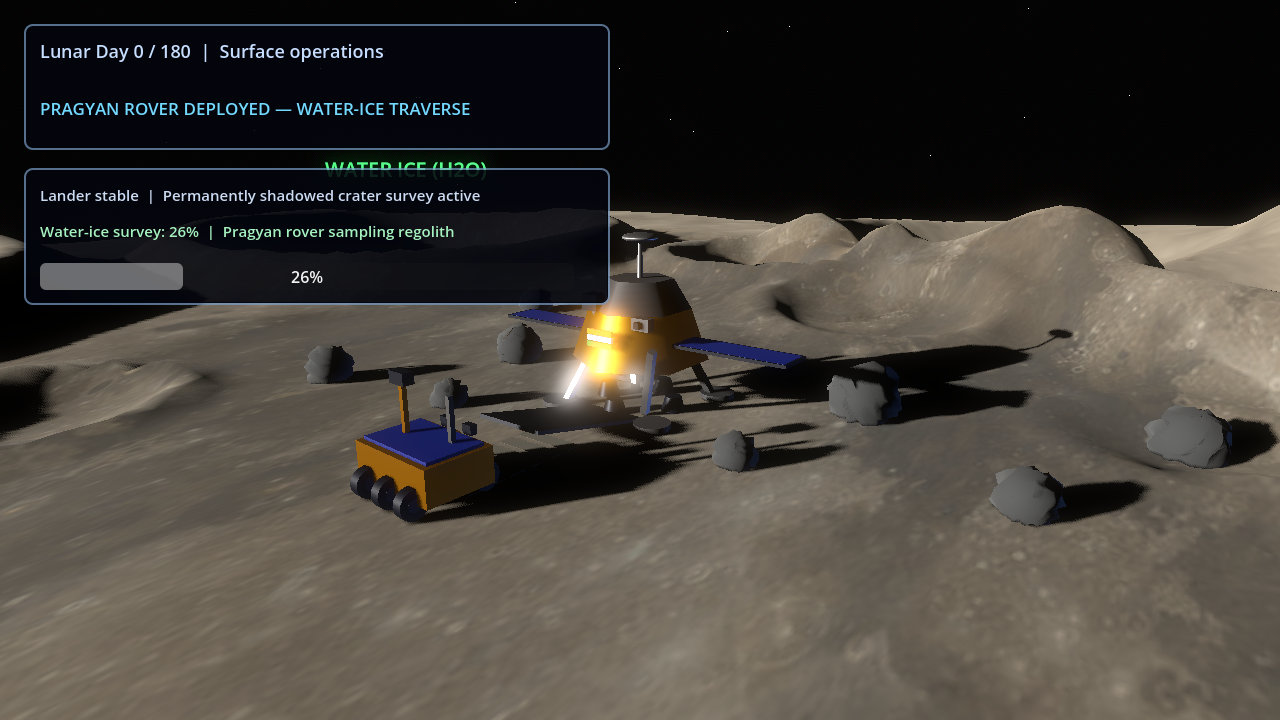 Lunar Day 0 / 180 | Surface operations
PRAGYAN ROVER DEPLOYED — WATER-ICE TRAVERSE
WATER ICE (H2O)
Lander stable | Permanently shadowed crater survey active
Water-ice survey: 26% | Pragyan rover sampling regolith
26%